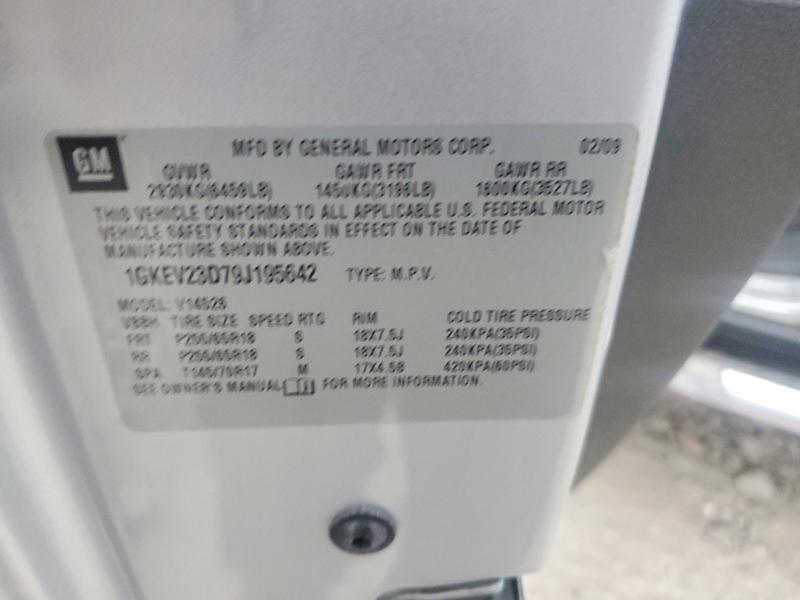 GM MFD BY GENERAL MOTORS CORP. 02/09
GVWR GAWR FRT GAWR RR
2930KG(6459LB) 1450KG(3196LB) 1600KG(3527LB)
THIS VEHICLE CONFORMS TO ALL APPLICABLE U.S. FEDERAL MOTOR
VEHICLE SAFETY STANDARDS IN EFFECT ON THE DATE OF
MANUFACTURE SHOWN ABOVE.
1GKEV23D79J195642 TYPE: M.P.V.
MODEL: V14526
TIRE SIZE SPEED RTG RIM COLD TIRE PRESSURE
FRT P255/65R18 S 18X7.5J 240KPA(35PSI)
RR P255/65R18 S 18X7.5J 240KPA(35PSI)
SPA T145/70R17 M 17X4.5B 420KPA(60PSI)
SEE OWNER'S MANUAL FOR MORE INFORMATION.